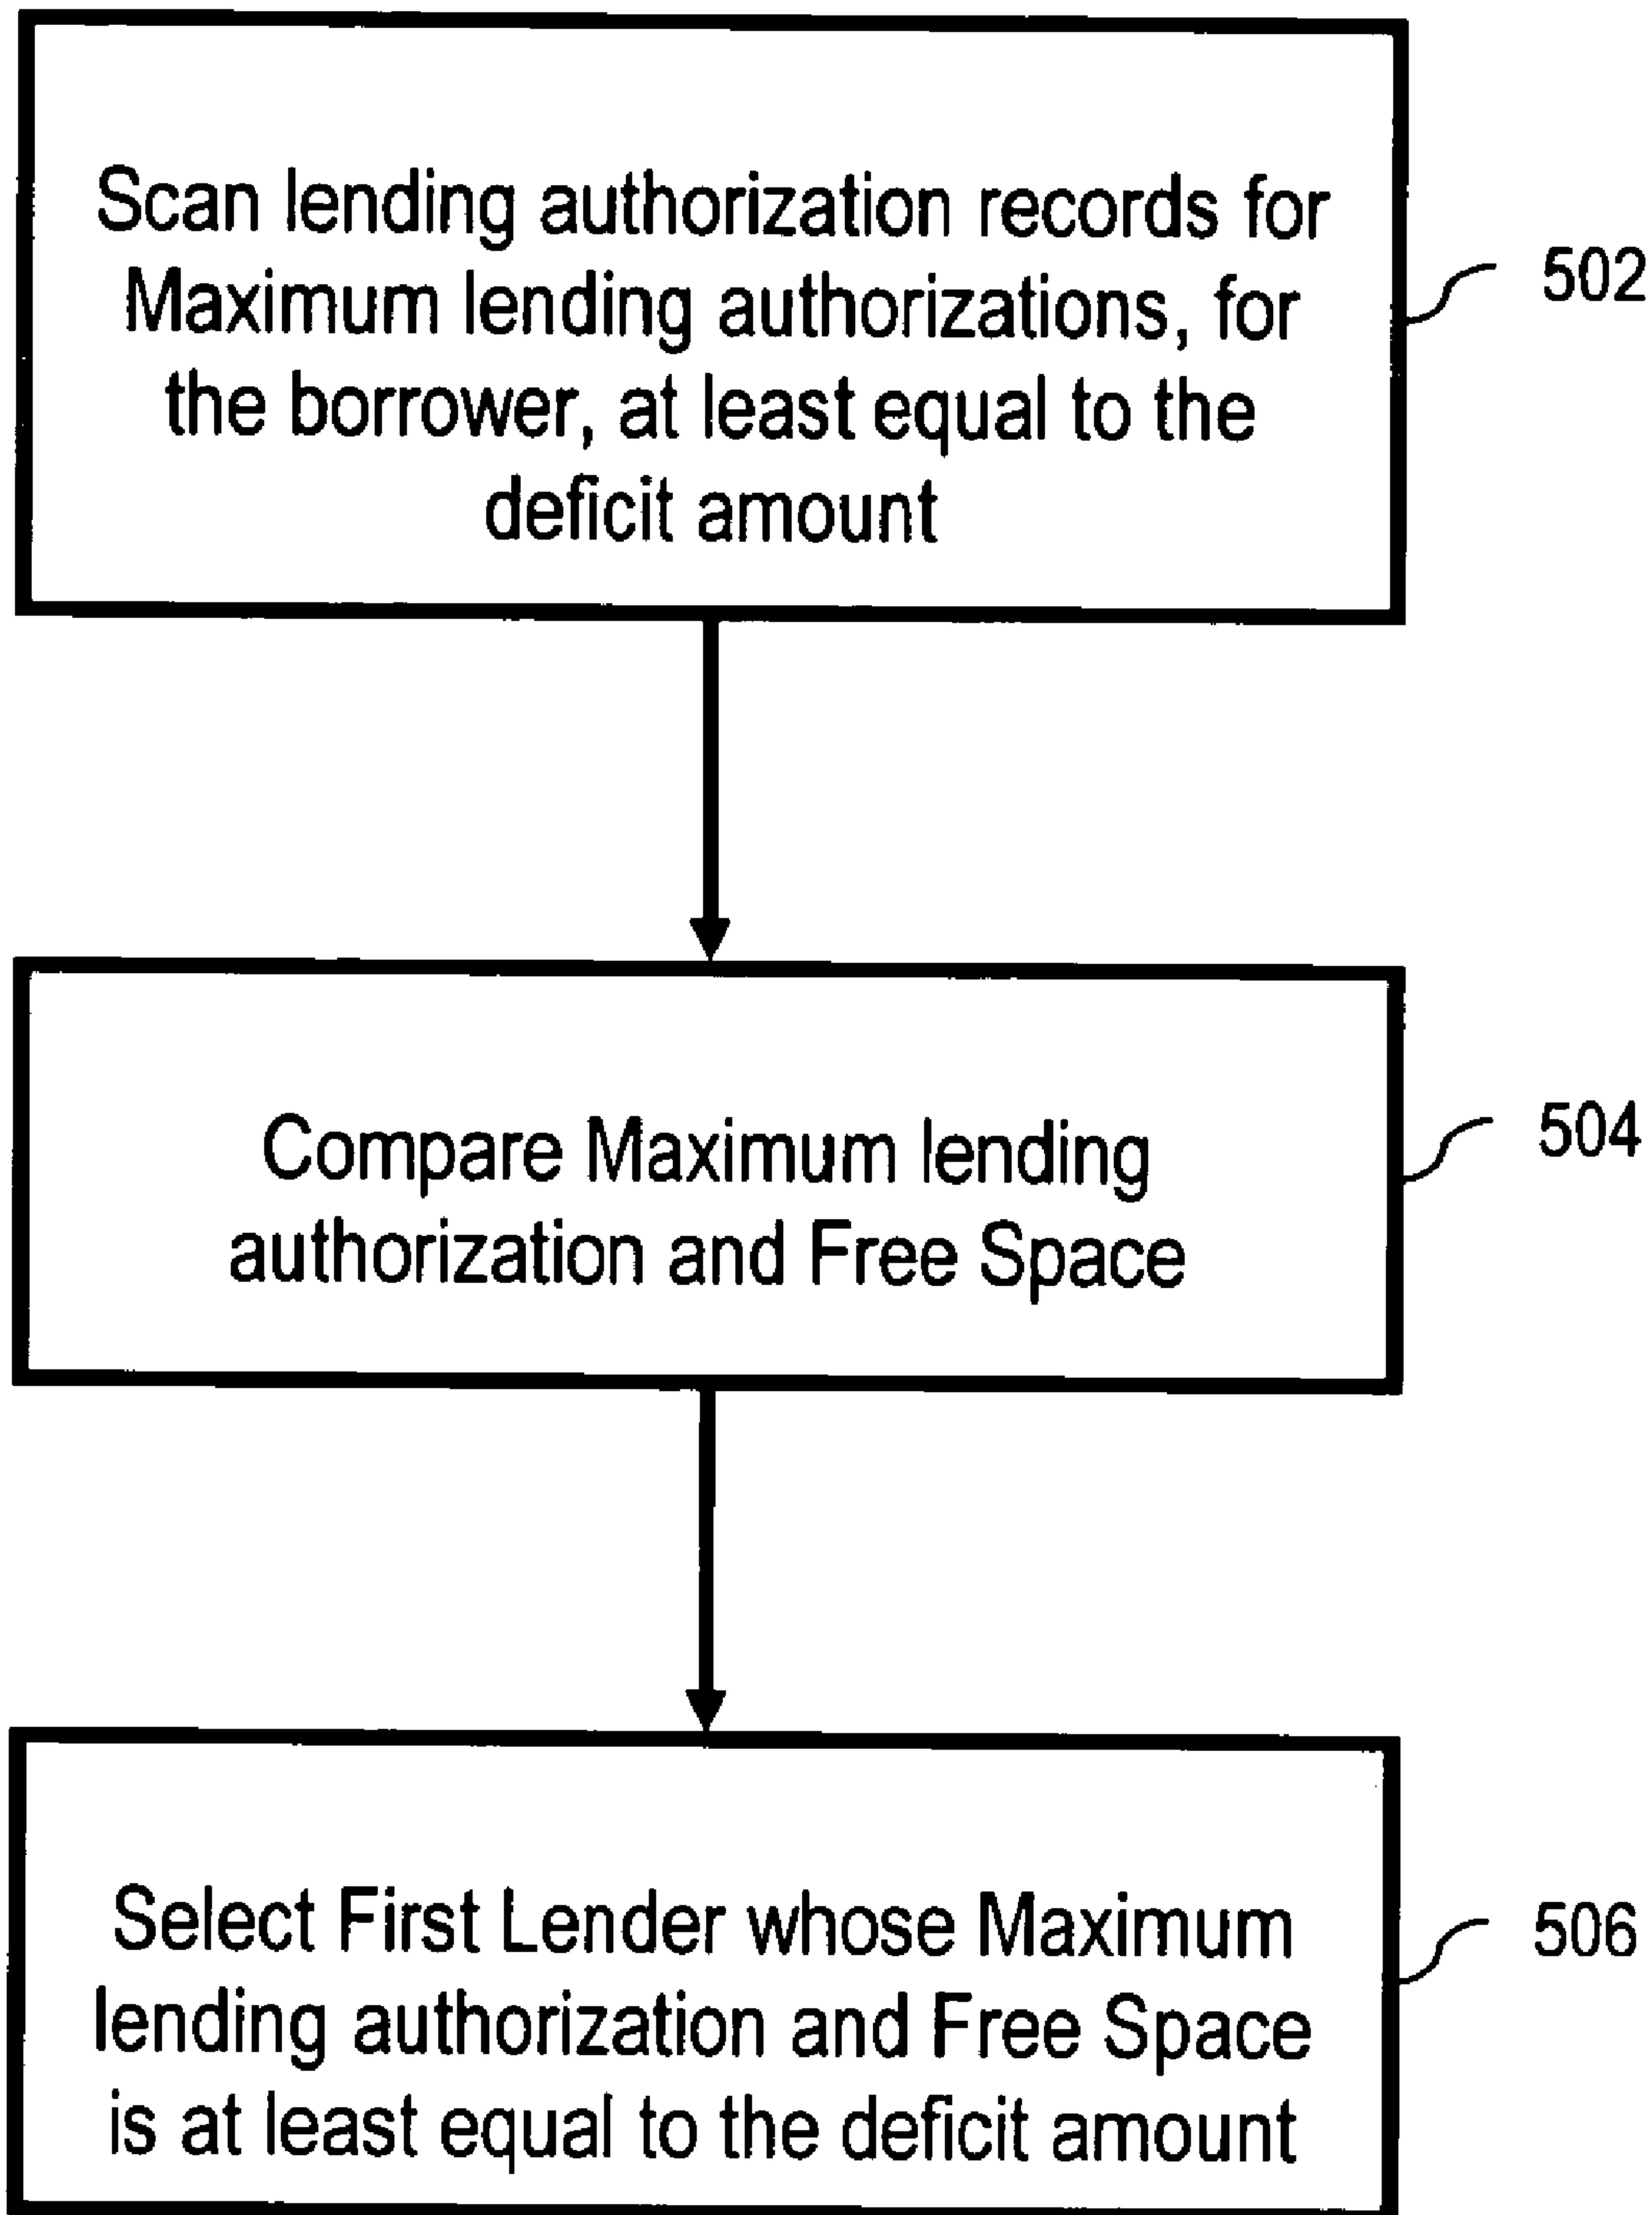 Scan lending authorization records for
Maximum lending authorizations, for
the borrower, at least equal to the
deficit amount
502
Compare Maximum lending
authorization and Free Space
504
Select First Lender whose Maximum
lending authorization and Free Space
is at least equal to the deficit amount
506